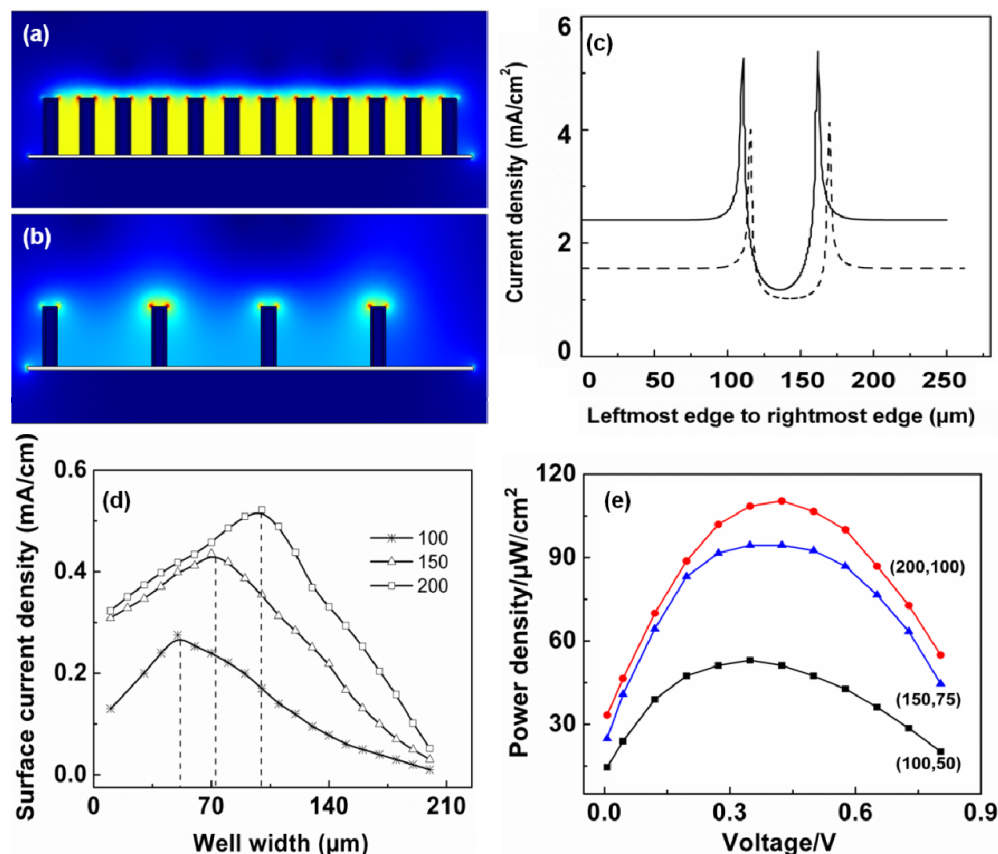 (a)
(b)
(c)
Current density (mA/cm²)
6
4
2
0
0 50 100 150 200 250
Leftmost edge to rightmost edge (μm)
(d)
Surface current density (mA/cm)
0.6
0.4
0.2
0.0
100
150
200
0 70 140 210
Well width (μm)
(e)
Power density/μW/cm²
120
90
60
30
(200,100)
(150,75)
(100,50)
0.0 0.3 0.6 0.9
Voltage/V